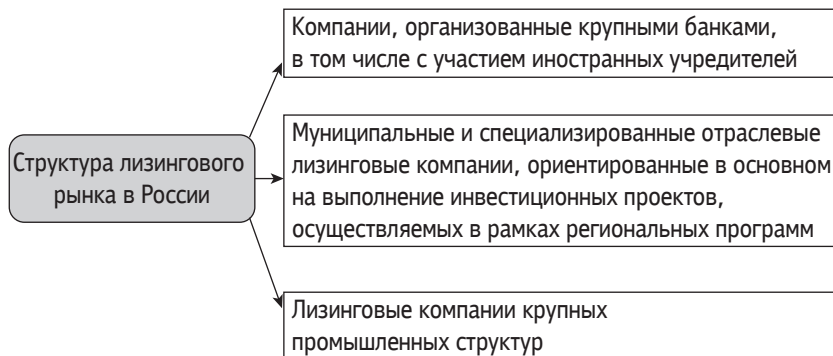 Компании, организованные крупными банками,
в том числе с участием иностранных учредителей
Структура лизингового
рынка в России
Муниципальные и специализированные отраслевые
лизинговые компании, ориентированные в основном
на выполнение инвестиционных проектов,
осуществляемых в рамках региональных программ
Лизинговые компании крупных
промышленных структур